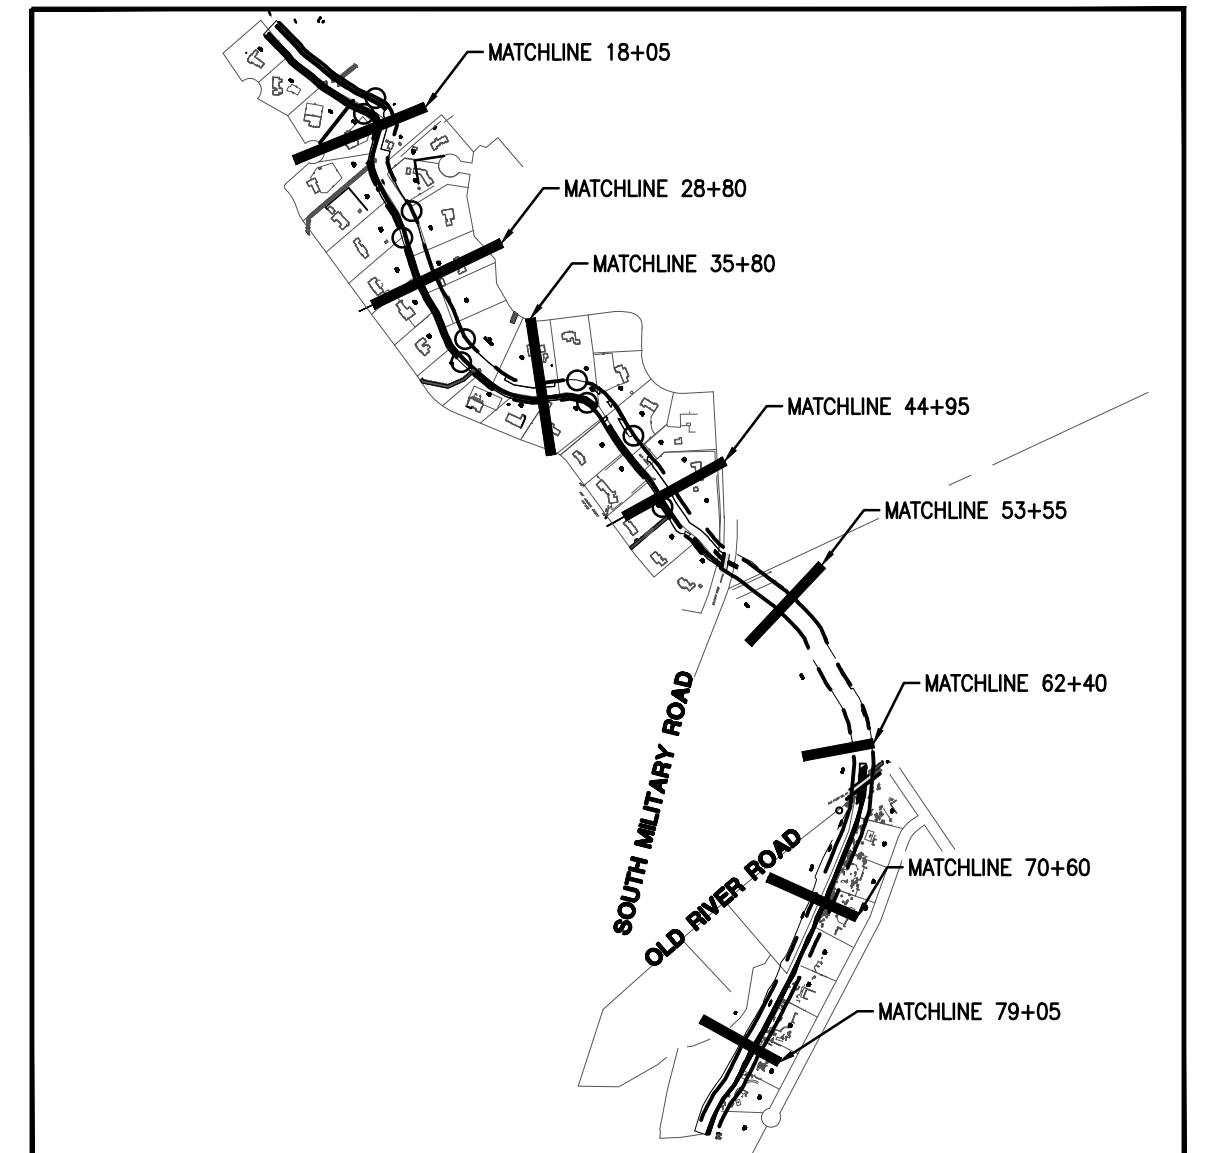 MATCHLINE 18+05
MATCHLINE 28+80
MATCHLINE 35+80
MATCHLINE 44+95
MATCHLINE 53+55
MATCHLINE 62+40
SOUTH MILITARY ROAD
OLD RIVER ROAD
MATCHLINE 70+60
MATCHLINE 79+05